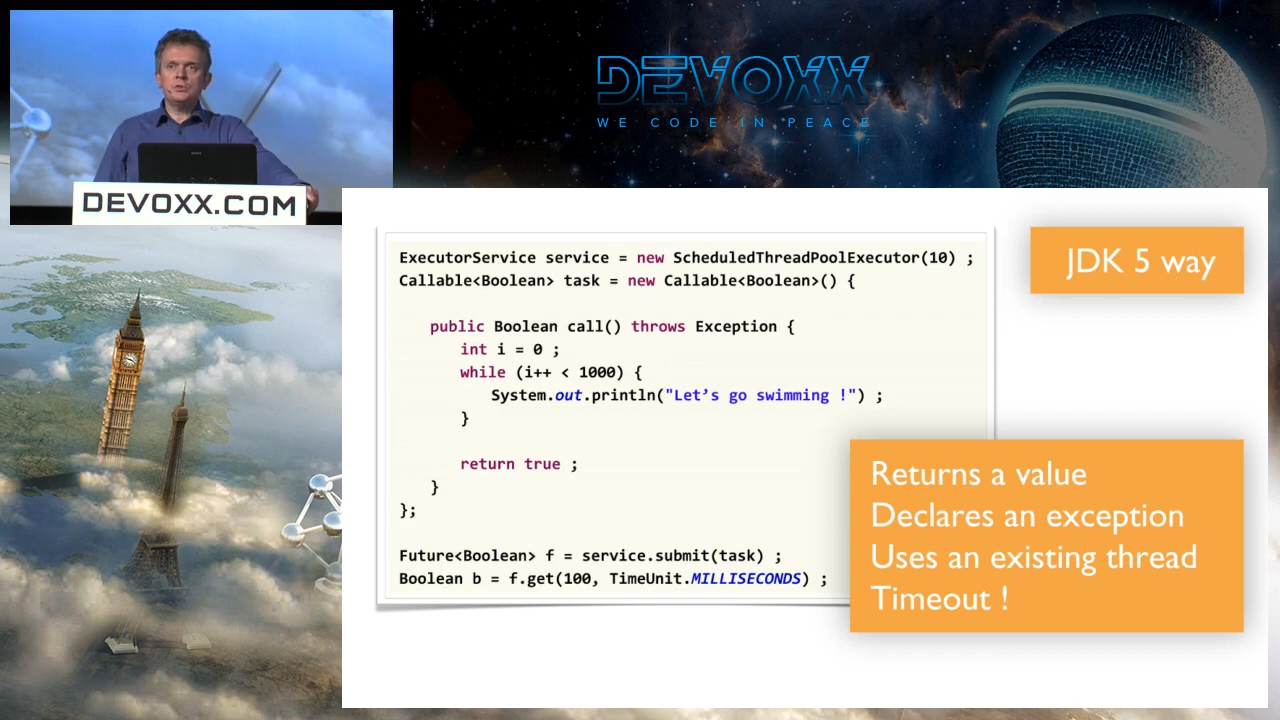 DEVOXX
WE CODE IN PEACE
SONY
DEVOXX.COM
JDK 5 way
ExecutorService service = new ScheduledThreadPoolExecutor(10) ;
Callable<Boolean> task = new Callable<Boolean>() {
public Boolean call() throws Exception {
int i = 0 ;
while (i++ < 1000) {
System.out.println("Let’s go swimming !") ;
}
return true ;
}
};
Future<Boolean> f = service.submit(task) ;
Boolean b = f.get(100, TimeUnit.MILLISECONDS) ;
Returns a value
Declares an exception
Uses an existing thread
Timeout !